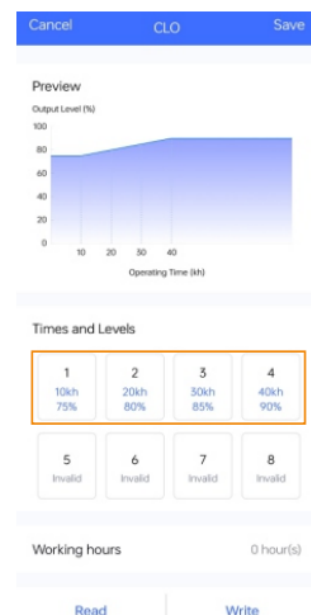 Cancel CLO Save
Preview
Output Level (%)
100
80
60
40
20
0
10 20 30 40
Operating Time (kh)
Times and Levels
1 2 3 4
10kh 20kh 30kh 40kh
75% 80% 85% 90%
5 6 7 8
Invalid Invalid Invalid Invalid
Working hours 0 hour(s)
Read Write